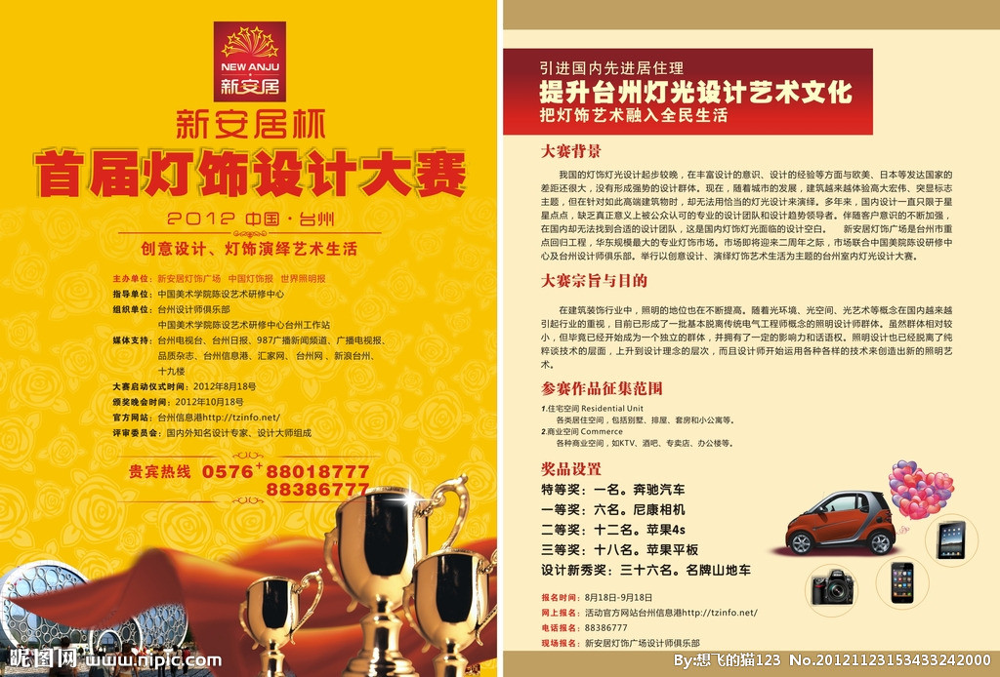 NEW ANJU
新安居
新安居杯
首届灯饰设计大赛
2012 中国·台州
创意设计、灯饰演绎艺术生活
主办单位：新安居灯饰广场 中国灯饰报 世界照明报
指导单位：中国美术学院陈设艺术研修中心
组织单位：台州设计师俱乐部
中国美术学院陈设艺术研修中心台州工作站
媒体支持：台州电视台、台州日报、987广播新闻频道、广播电视报、
品质杂志、台州信息港、汇家网、 台州网 、新浪台州、
十九楼
大赛启动仪式时间：2012年8月18号
颁奖晚会时间：2012年10月18号
官方网站：台州信息港http://tzinfo.net/
评审委员会：国内外知名设计专家、设计大师组成
贵宾热线 0576+88018777
88386777
昵图网 www.nipic.com
引进国内先进居住理
提升台州灯光设计艺术文化
把灯饰艺术融入全民生活
大赛背景
我国的灯饰灯光设计起步较晚，在丰富设计的意识、设计的经验等方面与欧美、日本等发达国家的
差距还很大，没有形成强势的设计群体。现在，随着城市的发展，建筑越来越体验高大宏伟、突显标志
主题，但在针对如此高端建筑物时，却无法用恰当的灯光设计来演绎。多年来，国内设计一直只限于星
星点点，缺乏真正意义上被公众认可的专业的设计团队和设计趋势领导者。伴随客户意识的不断加强，
在国内却无法找到合适的设计团队，这是国内灯饰灯光面临的设计空白。 新安居灯饰广场是台州市重
点回归工程，华东规模最大的专业灯饰市场。市场即将迎来二周年之际，市场联合中国美院陈设研修中
心及台州设计师俱乐部。举行以创意设计、演绎灯饰艺术生活为主题的台州室内灯光设计大赛。
大赛宗旨与目的
在建筑装饰行业中，照明的地位也在不断提高。随着光环境、光空间、光艺术等概念在国内越来越
引起行业的重视，目前已形成了一批基本脱离传统电气工程师概念的照明设计师群体。虽然群体相对较
小，但毕竟已经开始成为一个独立的群体，并拥有了一定的影响力和话语权。照明设计也已经脱离了纯
粹谈技术的层面，上升到设计理念的层次，而且设计师开始运用各种各样的技术来创造出新的照明艺
术。
参赛作品征集范围
1.住宅空间 Residential Unit
各类居住空间，包括别墅、排屋、套房和小公寓等。
2.商业空间 Commerce
各种商业空间，如KTV、酒吧、专卖店、办公楼等。
奖品设置
特等奖：一名。奔驰汽车
一等奖：六名。尼康相机
二等奖：十二名。苹果4s
三等奖：十八名。苹果平板
设计新秀奖：三十六名。名牌山地车
报名时间：8月18日-9月18日
网上报名：活动官方网站台州信息港http://tzinfo.net/
电话报名：88386777
现场报名：新安居灯饰广场设计师俱乐部
By:想飞的猫123 No.20121123153433242000